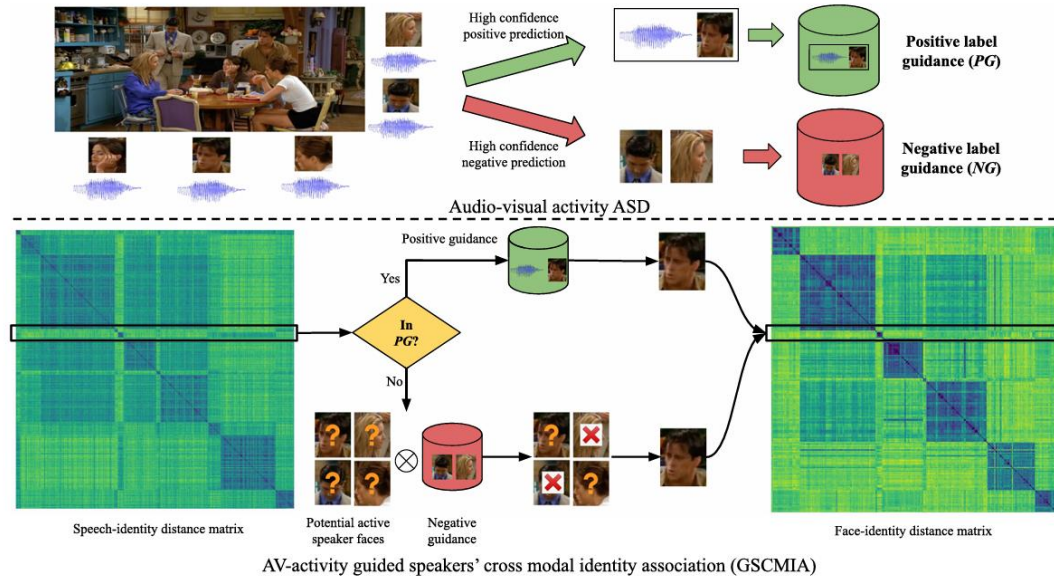 High confidence
positive prediction
Positive label
guidance (PG)
High confidence
negative prediction
Negative label
guidance (NG)
Audio-visual activity ASD
Positive guidance
Yes
In
PG?
No
? ?
? ?
?
?
Speech-identity distance matrix
Potential active
speaker faces
Negative
guidance
Face-identity distance matrix
AV-activity guided speakers' cross modal identity association (GSCMIA)